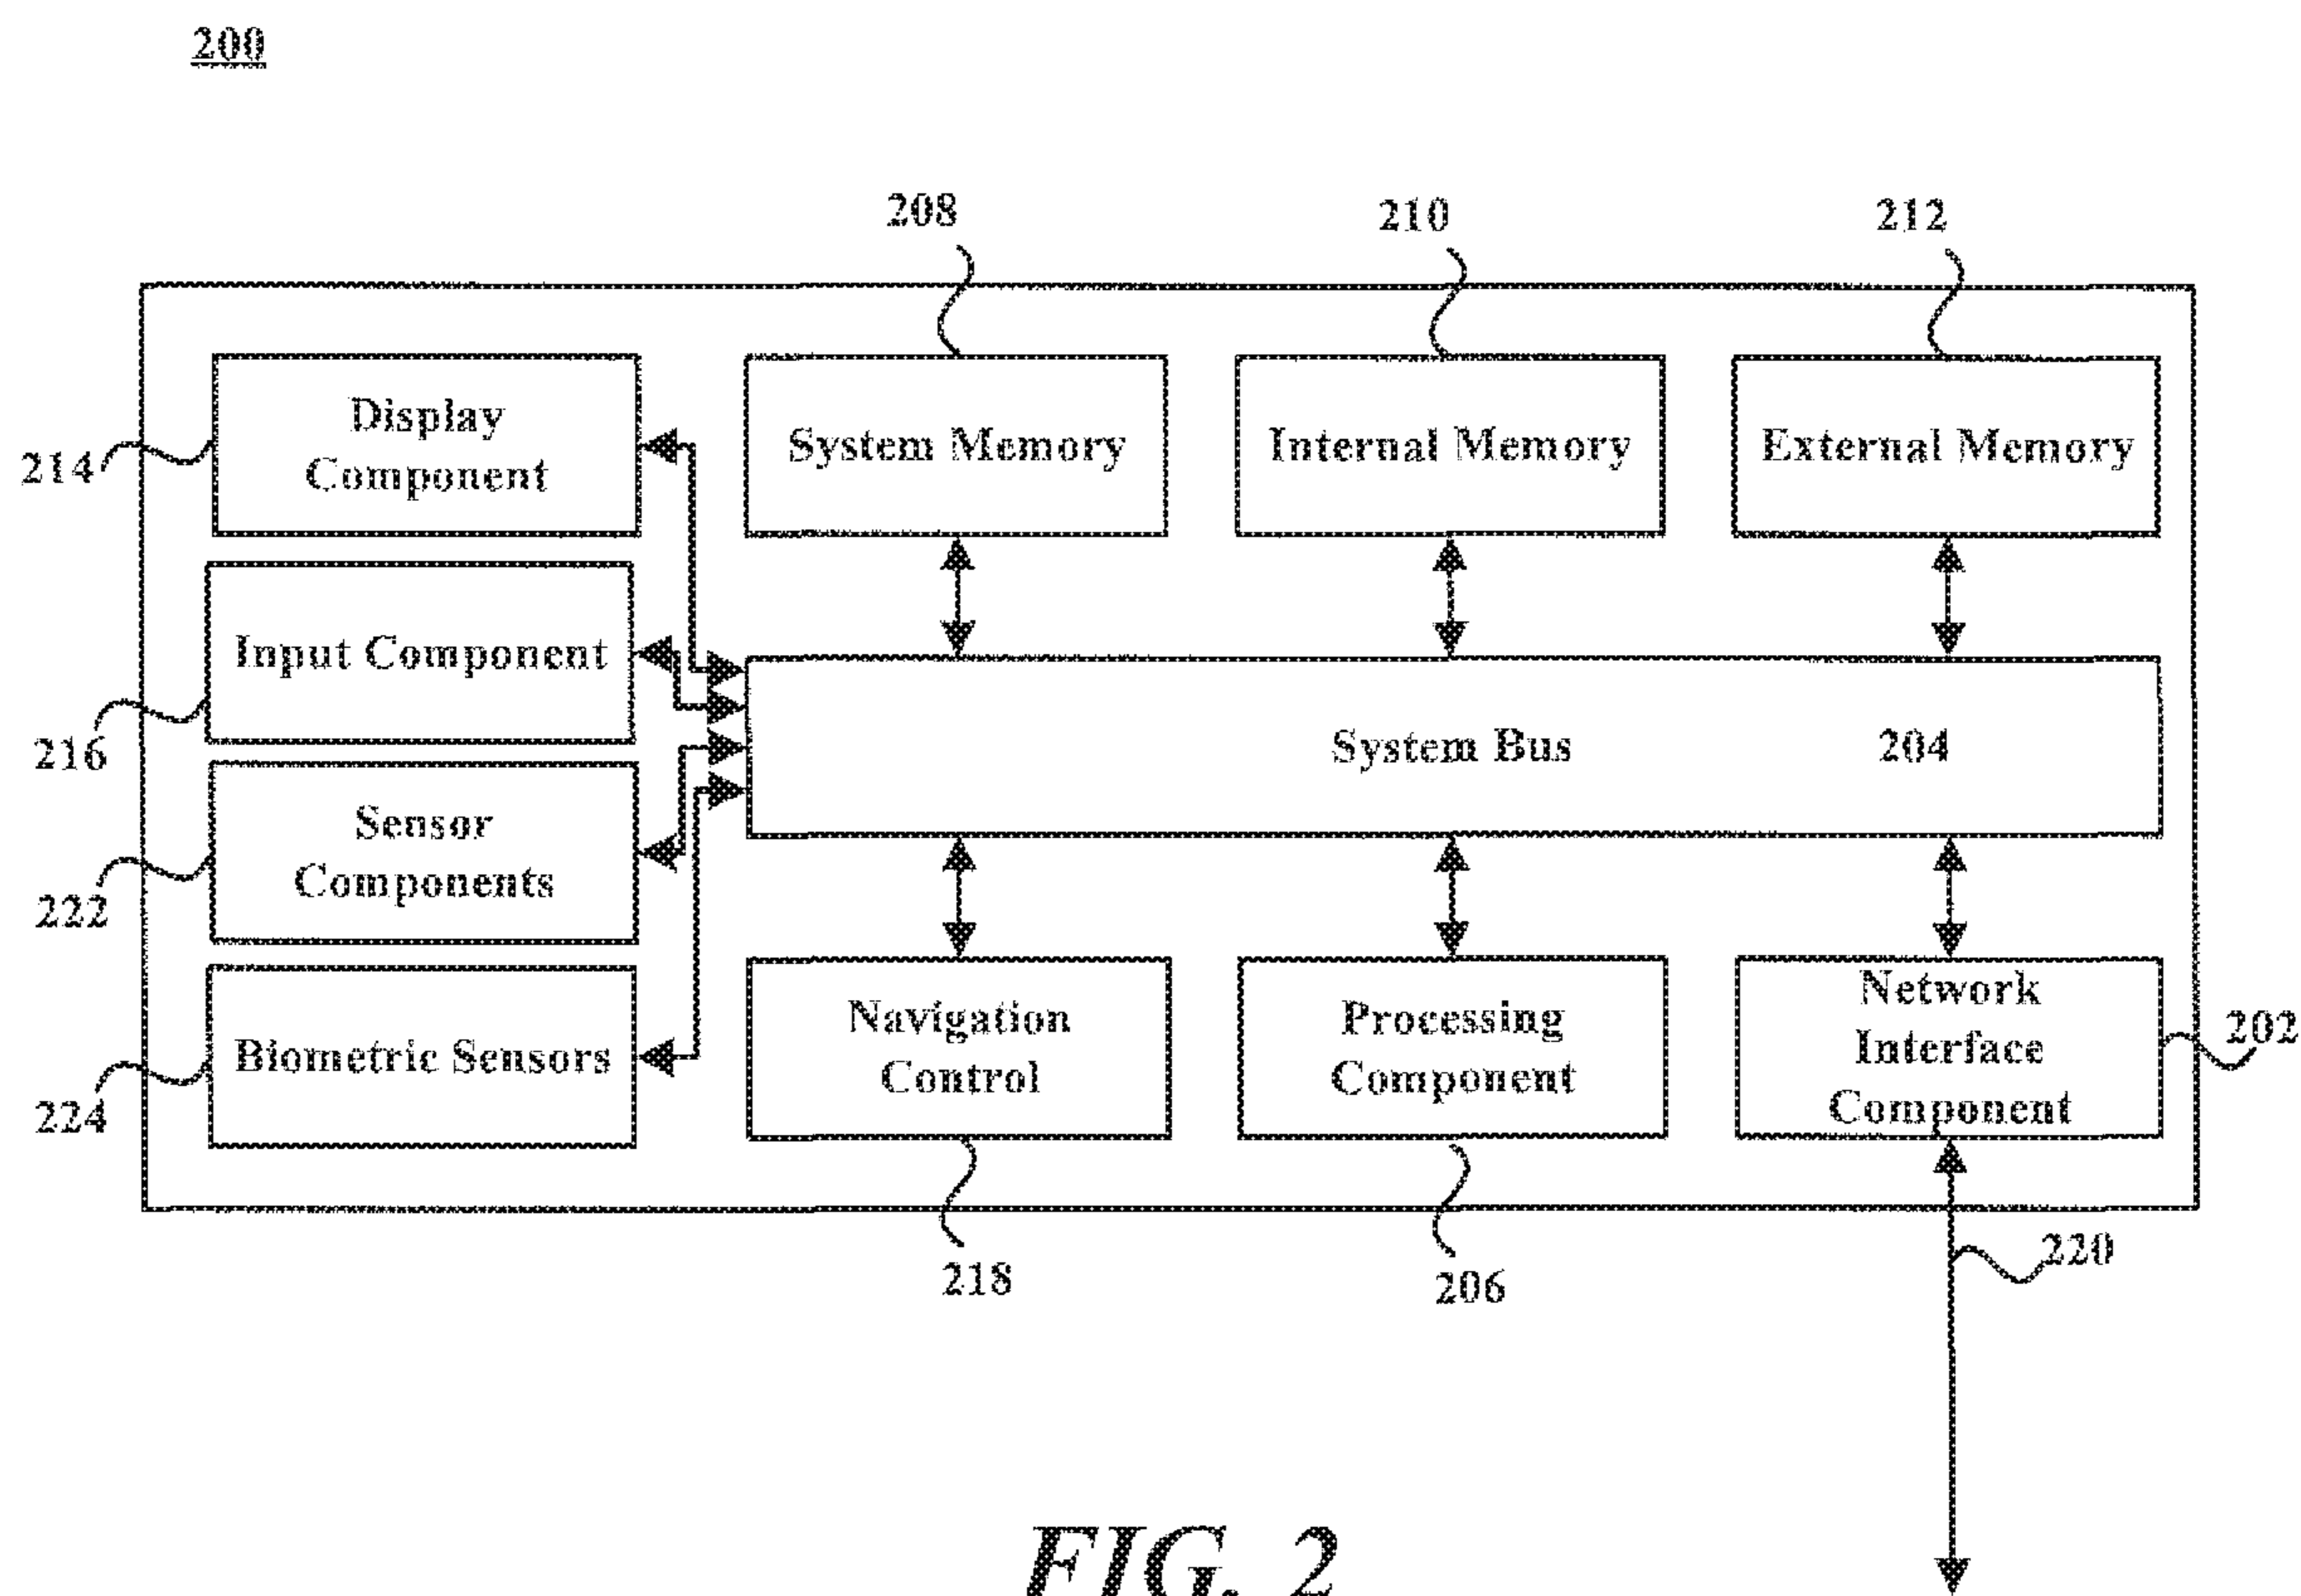 200
208
210
212
Display
Component
System Memory
Internal Memory
External Memory
214
Input Component
216
System Bus
204
Sensor
Components
222
Biometric Sensors
224
Navigation
Control
Processing
Component
Network
Interface
Component
202
218
206
220
FIG. 2